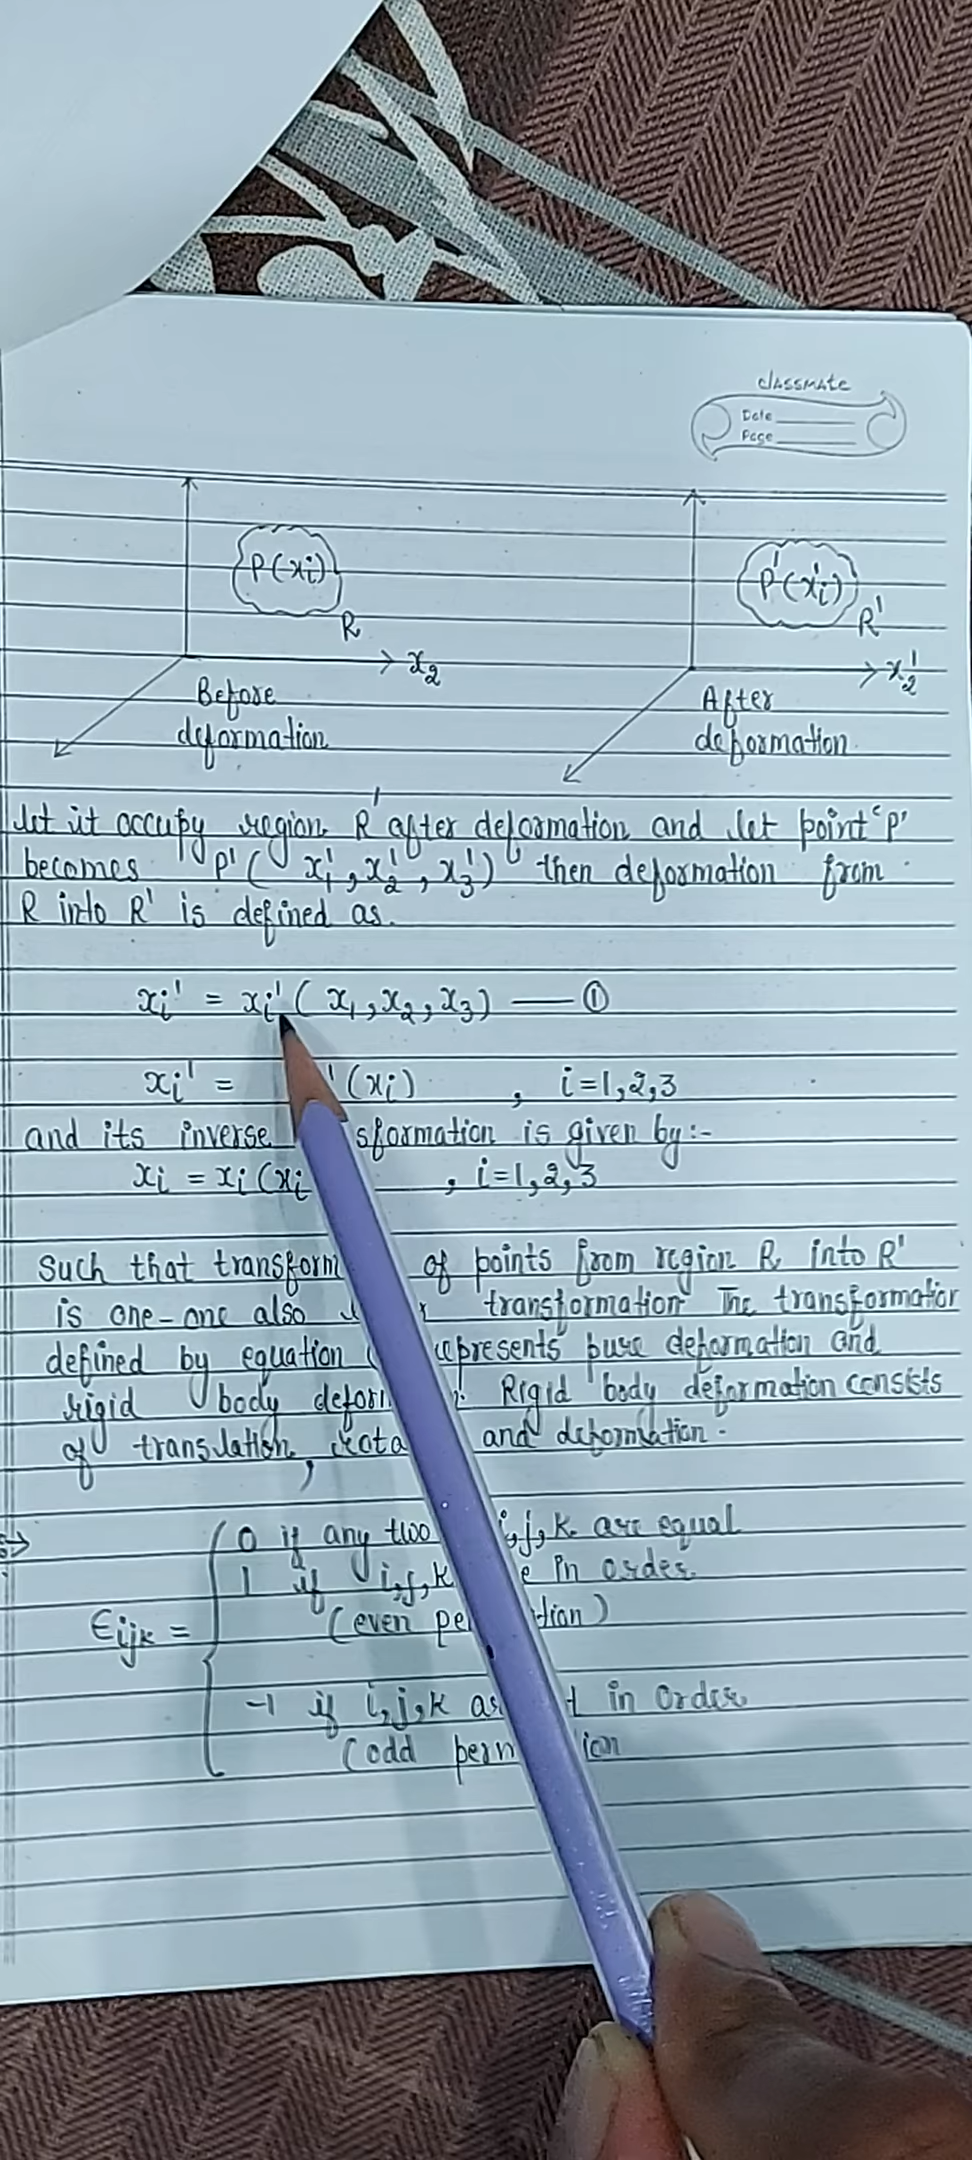 classmate
Date
Page
P(xi)
R
x2
Before
deformation
P'(x'i)
R'
x2'
After
deformation
let it occupy region R' after deformation and let point 'P'
becomes P'( x1', x2', x3') then deformation from
R into R' is defined as.
xi' = xi' ( x1, x2, x3) — ①
xi' = ' (xi) , i=1,2,3
and its inverse sformation is given by:-
xi = xi (xi , i=1,2,3
Such that transform of points from region R into R'
is one-one also transformation The transformation
defined by equation represents pure deformation and
rigid body defor Rigid body deformation consists
of translation, rota and deformation.
Eijk =
0 if any two i,j,k are equal
1 if i,j,k e in order
(even pe tion)
-1 if i,j,k a t in order
(odd perm ion